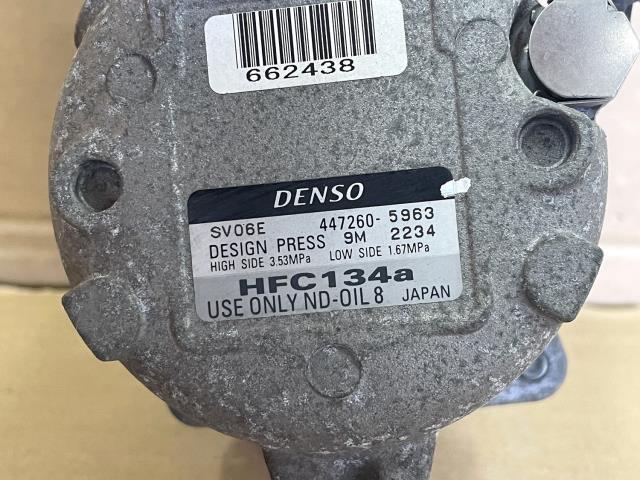 662438
DENSO
SV06E 447260-5963
DESIGN PRESS 9M 2234
HIGH SIDE 3.53MPa LOW SIDE 1.67MPa
HFC134a
USE ONLY ND-OIL 8 JAPAN